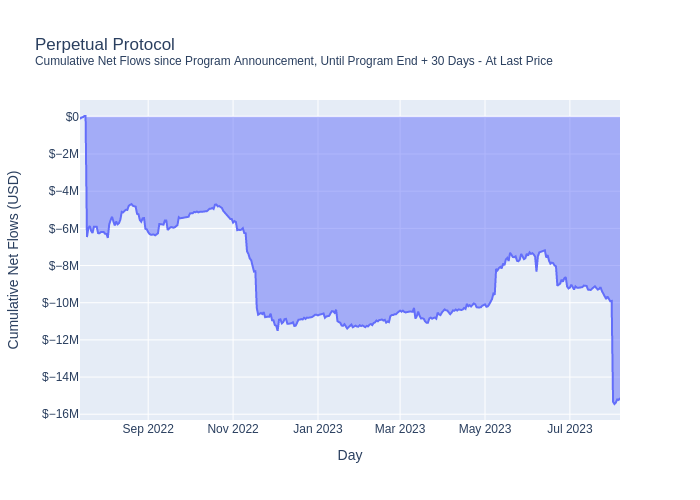 Perpetual Protocol
Cumulative Net Flows since Program Announcement, Until Program End + 30 Days - At Last Price
Cumulative Net Flows (USD)
$0
$−2M
$−4M
$−6M
$−8M
$−10M
$−12M
$−14M
$−16M
Sep 2022
Nov 2022
Jan 2023
Mar 2023
May 2023
Jul 2023
Day